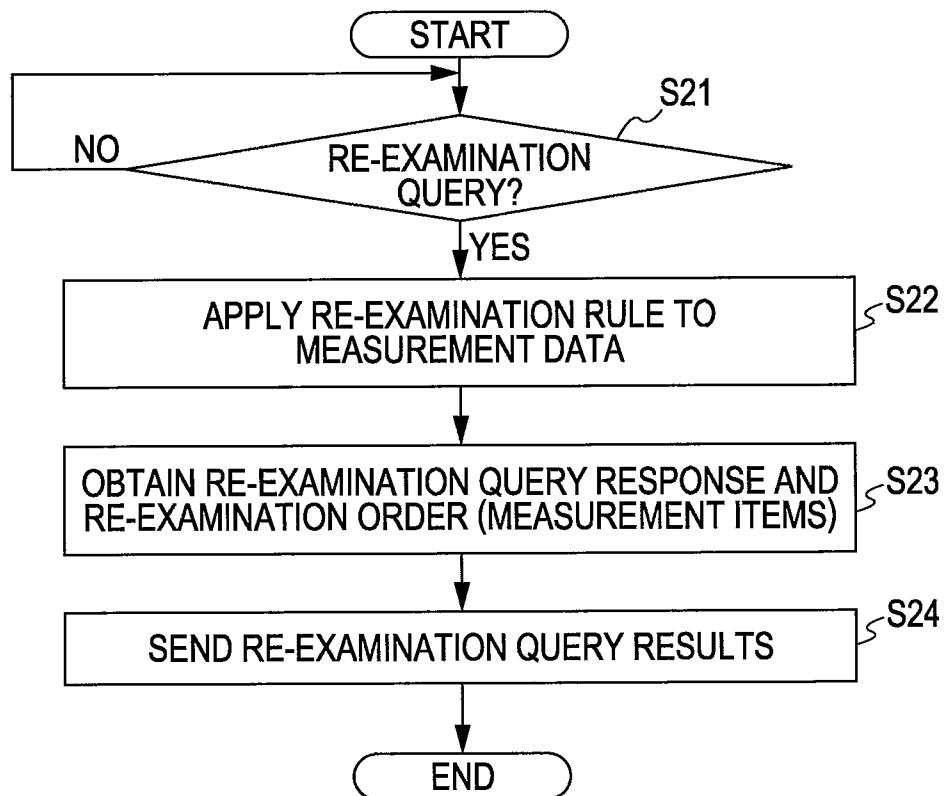 START
S21
NO
RE-EXAMINATION
QUERY?
YES
S22
APPLY RE-EXAMINATION RULE TO
MEASUREMENT DATA
S23
OBTAIN RE-EXAMINATION QUERY RESPONSE AND
RE-EXAMINATION ORDER (MEASUREMENT ITEMS)
S24
SEND RE-EXAMINATION QUERY RESULTS
END